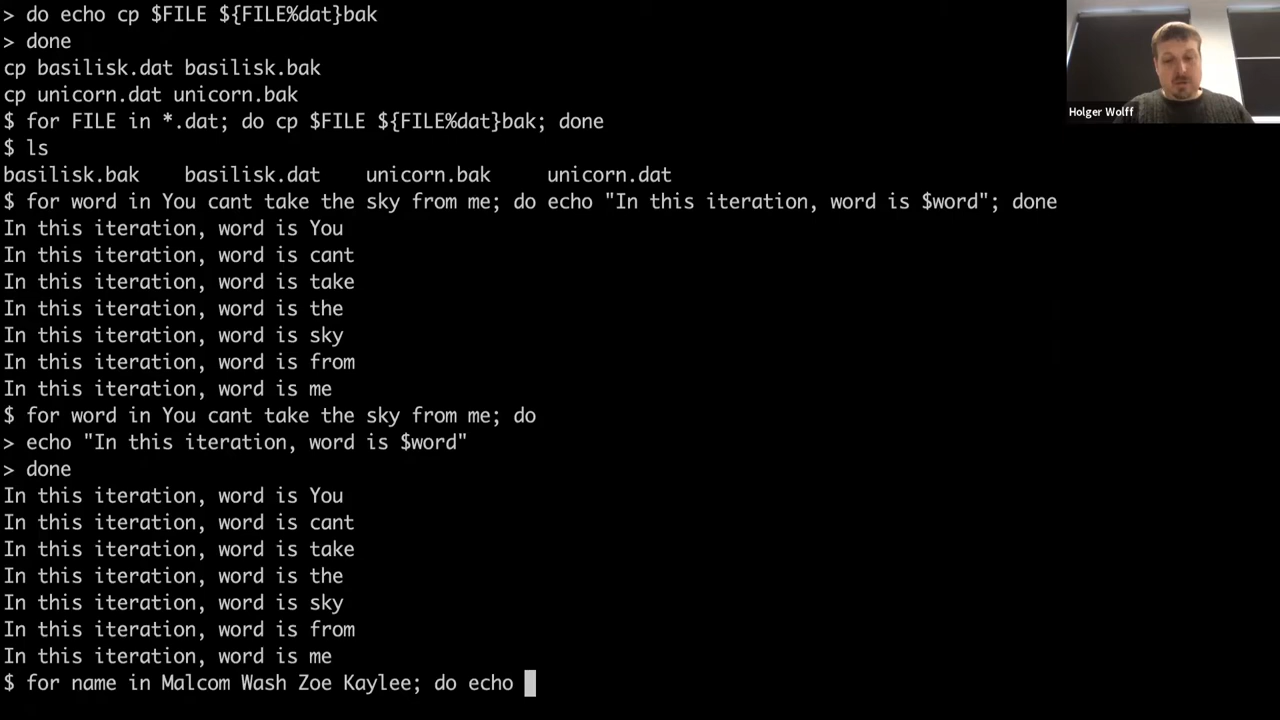 > do echo cp $FILE ${FILE%dat}bak
> done
cp basilisk.dat basilisk.bak
cp unicorn.dat unicorn.bak
$ for FILE in *.dat; do cp $FILE ${FILE%dat}bak; done
$ ls
basilisk.bak basilisk.dat unicorn.bak unicorn.dat
$ for word in You cant take the sky from me; do echo "In this iteration, word is $word"; done
In this iteration, word is You
In this iteration, word is cant
In this iteration, word is take
In this iteration, word is the
In this iteration, word is sky
In this iteration, word is from
In this iteration, word is me
$ for word in You cant take the sky from me; do
> echo "In this iteration, word is $word"
> done
In this iteration, word is You
In this iteration, word is cant
In this iteration, word is take
In this iteration, word is the
In this iteration, word is sky
In this iteration, word is from
In this iteration, word is me
$ for name in Malcom Wash Zoe Kaylee; do echo
Holger Wolff